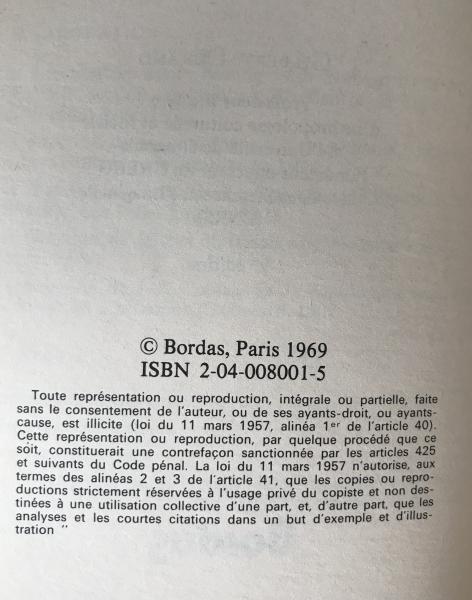 © Bordas, Paris 1969
ISBN 2-04-008001-5
Toute représentation ou reproduction, intégrale ou partielle, faite
sans le consentement de l'auteur, ou de ses ayants-droit, ou ayants-
cause, est illicite (loi du 11 mars 1957, alinéa 1er de l'article 40).
Cette représentation ou reproduction, par quelque procédé que ce
soit, constituerait une contrefaçon sanctionnée par les articles 425
et suivants du Code pénal. La loi du 11 mars 1957 n'autorise, aux
termes des alinéas 2 et 3 de l'article 41, que les copies ou repro-
ductions strictement réservées à l'usage privé du copiste et non des-
tinées à une utilisation collective d'une part, et, d'autre part, que les
analyses et les courtes citations dans un but d'exemple et d'illus-
tration "